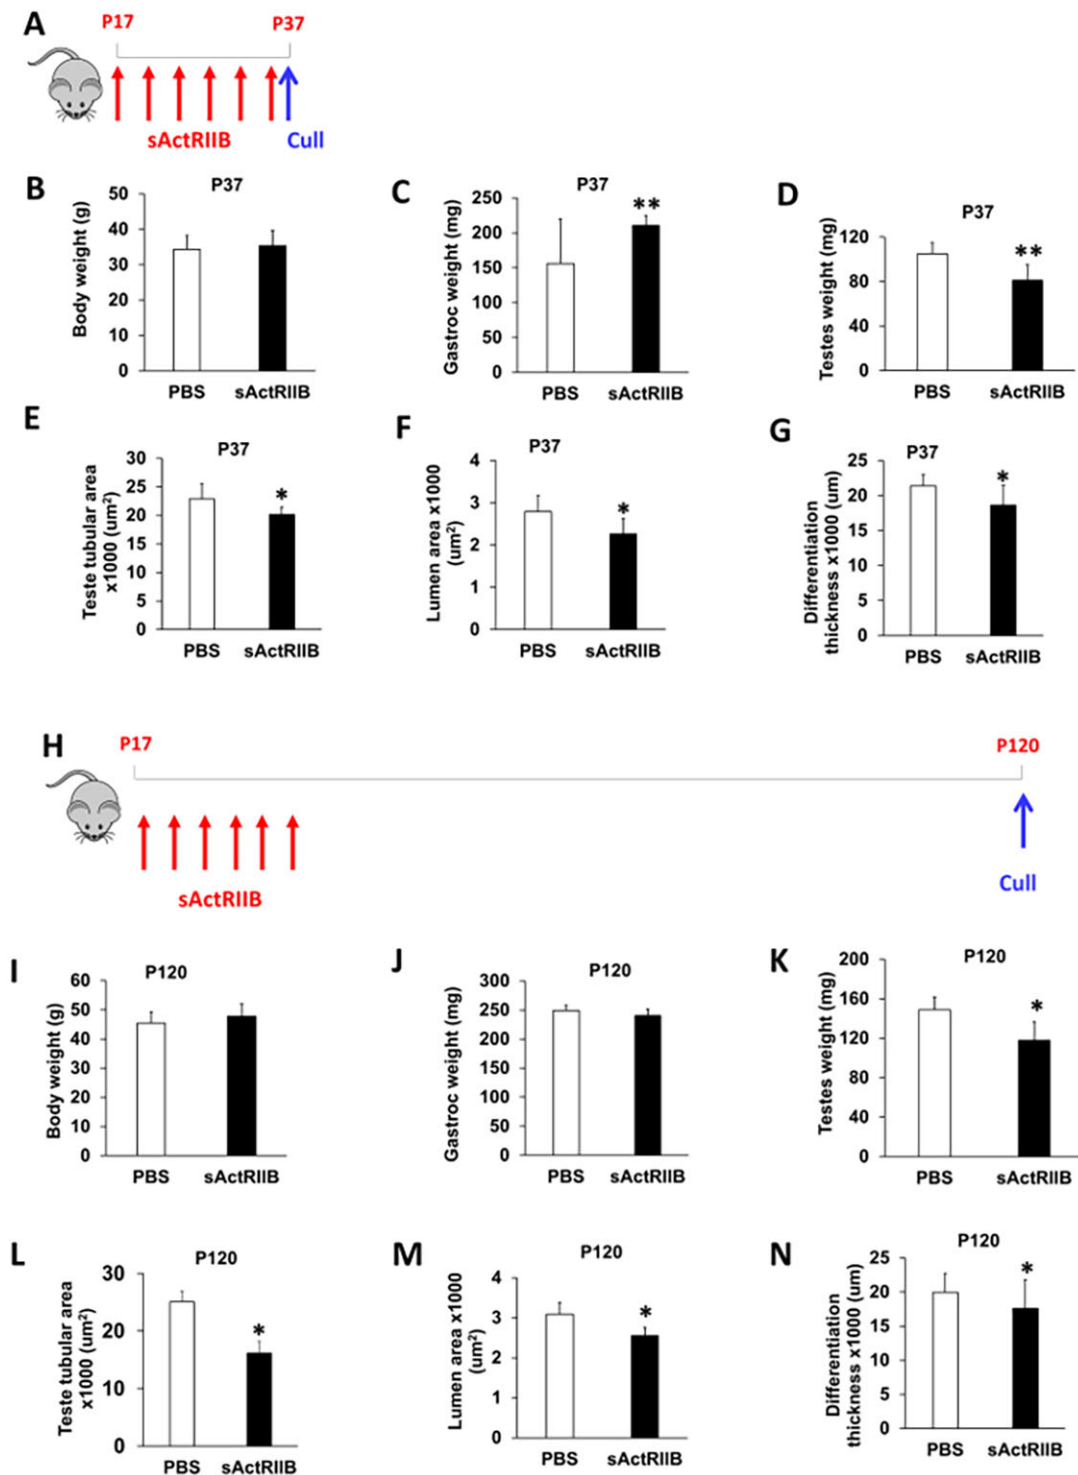 A
P17 P37
sActRIIB Cull
B
P37
Body weight (g)
50
40
30
20
10
0
PBS sActRIIB
C
P37
Gastroc weight (mg)
250
200
150
100
50
0
**
PBS sActRIIB
D
P37
Testes weight (mg)
120
80
40
0
**
PBS sActRIIB
E
P37
Teste tubular area
x1000 (um²)
30
25
20
15
10
5
0
*
PBS sActRIIB
F
P37
Lumen area x1000
(um²)
4
3
2
1
0
*
PBS sActRIIB
G
P37
Differentiation
thickness x1000 (um)
25
20
15
10
5
0
*
PBS sActRIIB
H
P17 P120
sActRIIB Cull
I
P120
Body weight (g)
60
50
40
30
20
10
0
PBS sActRIIB
J
P120
Gastroc weight (mg)
300
250
200
150
100
50
0
PBS sActRIIB
K
P120
Testes weight (mg)
200
160
120
80
40
0
*
PBS sActRIIB
L
P120
Teste tubular area
x1000 (um²)
30
20
10
0
*
PBS sActRIIB
M
P120
Lumen area x1000
(um²)
4
3
2
1
0
*
PBS sActRIIB
N
P120
Differentiation
thickness x1000 (um)
25
20
15
10
5
0
*
PBS sActRIIB